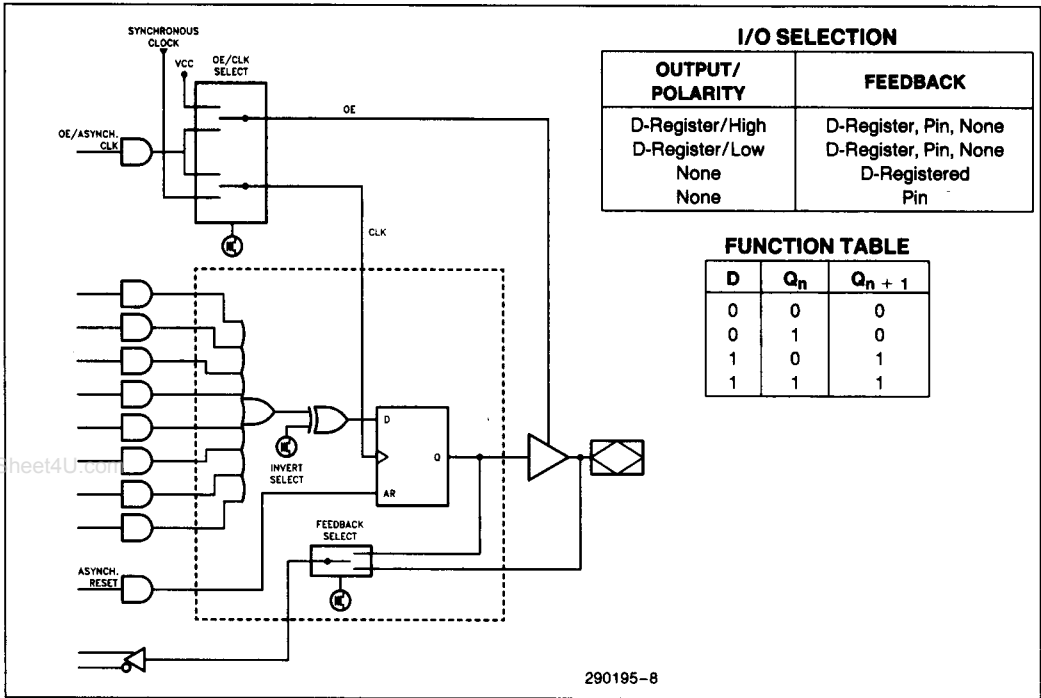 SYNCHRONOUS
CLOCK
VCC
OE/CLK
SELECT
OE
OE/ASYNCH.
CLK
CLK
D
Q
AR
INVERT
SELECT
FEEDBACK
SELECT
ASYNCH.
RESET
I/O SELECTION
OUTPUT/ FEEDBACK
POLARITY
D-Register/High D-Register, Pin, None
D-Register/Low D-Register, Pin, None
None D-Registered
None Pin
FUNCTION TABLE
D Qn Qn + 1
0 0 0
0 1 0
1 0 1
1 1 1
heet4U.com
290195-8